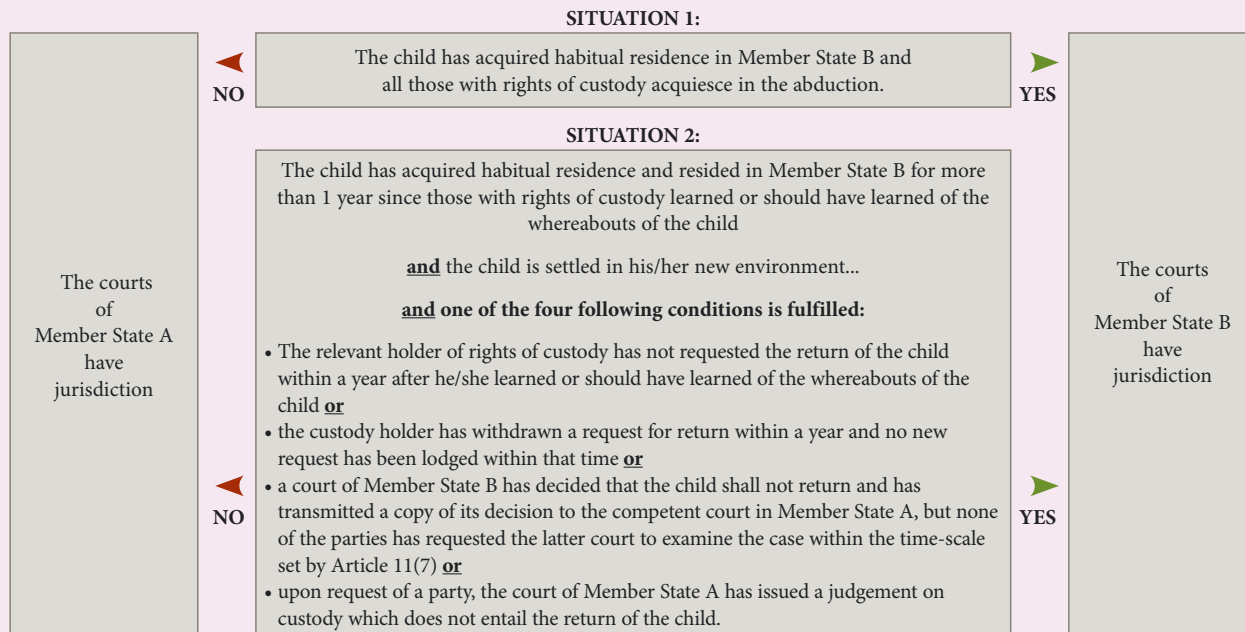 SITUATION 1:
The child has acquired habitual residence in Member State B and
all those with rights of custody acquiesce in the abduction.
NO
YES
SITUATION 2:
The child has acquired habitual residence and resided in Member State B for more
than 1 year since those with rights of custody learned or should have learned of the
whereabouts of the child
and the child is settled in his/her new environment...
and one of the four following conditions is fulfilled:
• The relevant holder of rights of custody has not requested the return of the child
within a year after he/she learned or should have learned of the whereabouts of the
child or
• the custody holder has withdrawn a request for return within a year and no new
request has been lodged within that time or
• a court of Member State B has decided that the child shall not return and has
transmitted a copy of its decision to the competent court in Member State A, but none
of the parties has requested the latter court to examine the case within the time-scale
set by Article 11(7) or
• upon request of a party, the court of Member State A has issued a judgement on
custody which does not entail the return of the child.
NO
YES
The courts
of
Member State A
have
jurisdiction
The courts
of
Member State B
have
jurisdiction